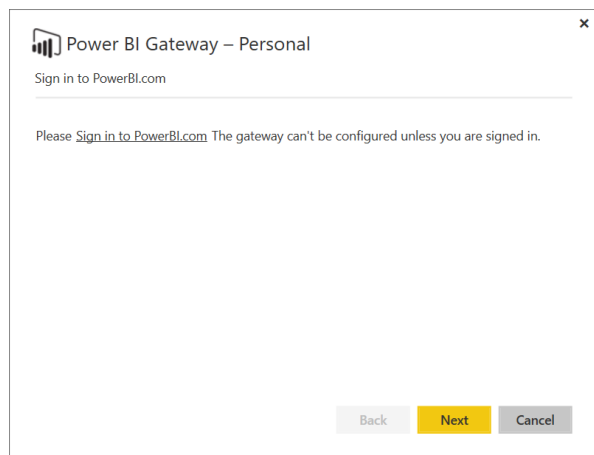 Power BI Gateway – Personal
Sign in to PowerBI.com
Please Sign in to PowerBI.com The gateway can't be configured unless you are signed in.
Back Next Cancel